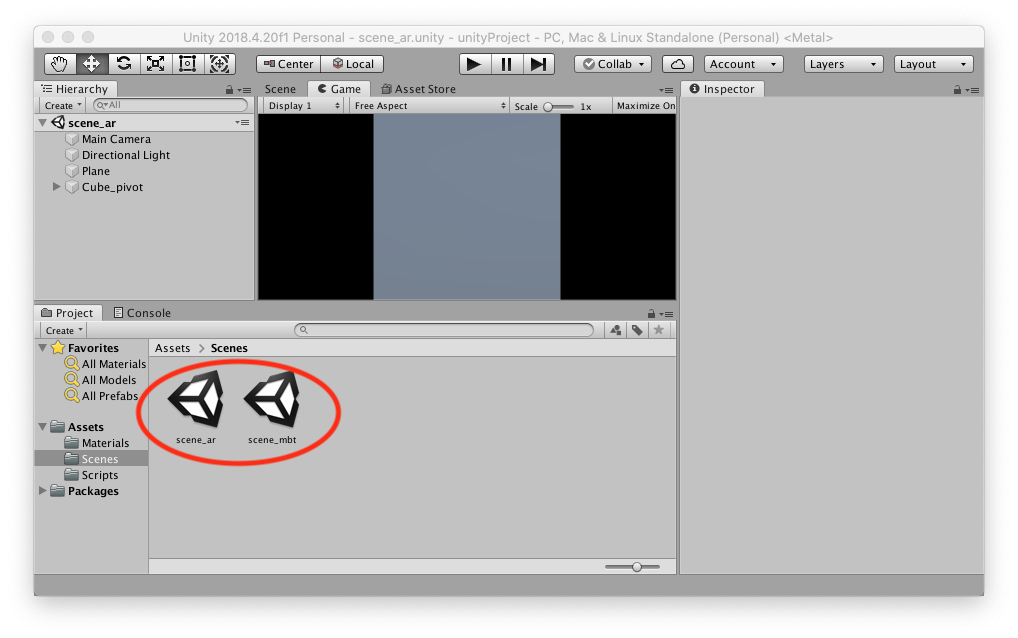 Unity 2018.4.20f1 Personal - scene_ar.unity - unityProject - PC, Mac & Linux Standalone (Personal) <Metal>
Center Local Collab Account Layers Layout
Hierarchy
Create All
scene_ar
Main Camera
Directional Light
Plane
Cube_pivot
Scene Game Asset Store
Display 1 Free Aspect Scale 1x Maximize On
Inspector
Project Console
Create
Favorites
All Materials
All Models
All Prefabs
Assets
Materials
Scenes
Scripts
Packages
Assets > Scenes
scene_ar scene_mbt